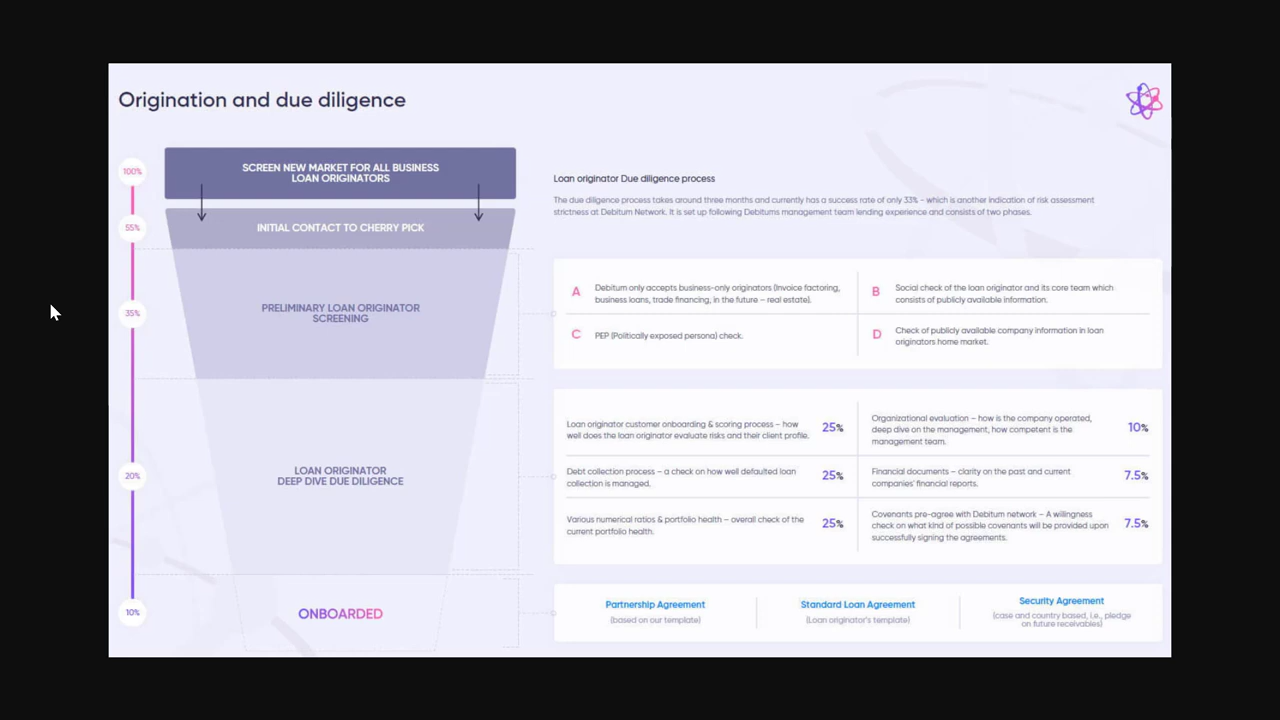 Origination and due diligence
100%
SCREEN NEW MARKET FOR ALL BUSINESS
LOAN ORIGINATORS
55%
INITIAL CONTACT TO CHERRY PICK
35%
PRELIMINARY LOAN ORIGINATOR
SCREENING
20%
LOAN ORIGINATOR
DEEP DIVE DUE DILIGENCE
10%
ONBOARDED
Loan originator Due diligence process
The due diligence process takes around three months and currently has a success rate of only 33% - which is another indication of risk assessment
strictness at Debitum Network. It is set up following Debitums management team lending experience and consists of two phases.
A
Debitum only accepts business-only originators (Invoice factoring,
business loans, trade financing, in the future – real estate).
B
Social check of the loan originator and its core team which
consists of publicly available information.
C
PEP (Politically exposed persona) check.
D
Check of publicly available company information in loan
originators home market.
Loan originator customer onboarding & scoring process – how
well does the loan originator evaluate risks and their client profile.
25%
Organizational evaluation – how is the company operated,
deep dive on the management, how competent is the
management team.
10%
Debt collection process – a check on how well defaulted loan
collection is managed.
25%
Financial documents – clarity on the past and current
companies' financial reports.
7.5%
Various numerical ratios & portfolio health – overall check of the
current portfolio health.
25%
Covenants pre-agree with Debitum network – A willingness
check on what kind of possible covenants will be provided upon
successfully signing the agreements.
7.5%
Partnership Agreement
(based on our template)
Standard Loan Agreement
(Loan originator's template)
Security Agreement
(case and country based, i.e., pledge
on future receivables)